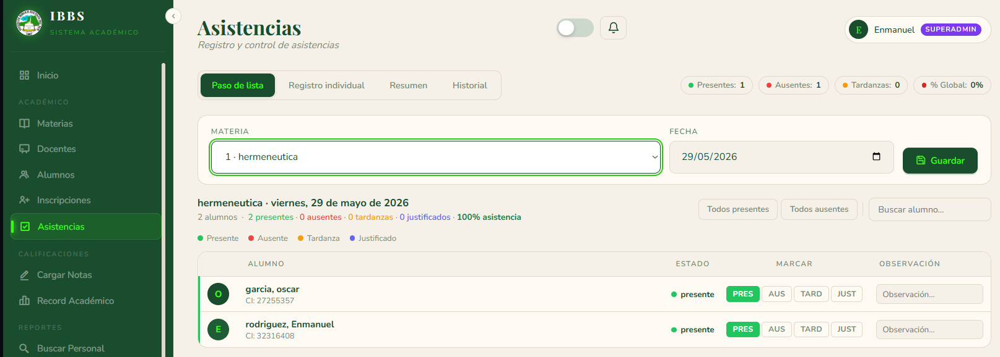 IBBS
SISTEMA ACADÉMICO
Inicio
ACADÉMICO
Materias
Docentes
Alumnos
Inscripciones
Asistencias
CALIFICACIONES
Cargar Notas
Record Académico
REPORTES
Buscar Personal
Asistencias
Registro y control de asistencias
E Enmanuel SUPERADMIN
Paso de lista Registro individual Resumen Historial
Presentes: 1 Ausentes: 1 Tardanzas: 0 % Global: 0%
MATERIA FECHA
1 · hermeneutica 29/05/2026 Guardar
hermeneutica · viernes, 29 de mayo de 2026
2 alumnos · 2 presentes · 0 ausentes · 0 tardanzas · 0 justificados · 100% asistencia
Todos presentes Todos ausentes Buscar alumno...
Presente Ausente Tardanza Justificado
ALUMNO ESTADO MARCAR OBSERVACIÓN
O garcia, oscar presente PRES AUS TARD JUST Observación...
CI: 27255357
E rodriguez, Enmanuel presente PRES AUS TARD JUST Observación...
CI: 32316408